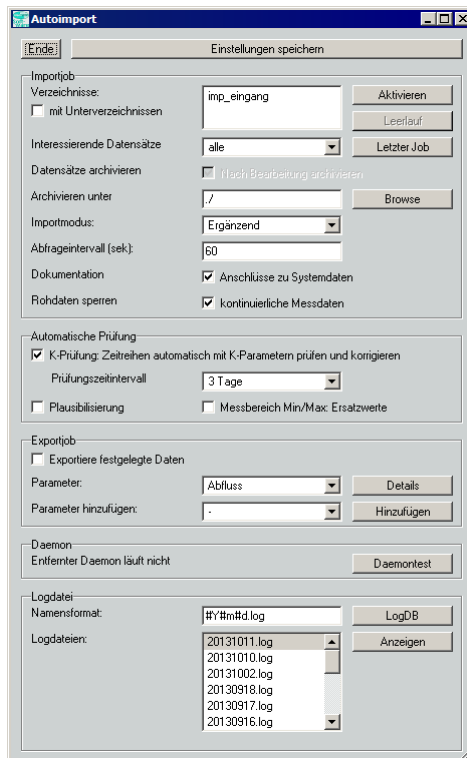 Autoimport
Ende
Einstellungen speichern
Importjob
Verzeichnisse:
imp_eingang
Aktivieren
mit Unterverzeichnissen
Leerlauf
Interessierende Datensätze
alle
Letzter Job
Datensätze archivieren
Nach Bearbeitung archivieren
Archivieren unter
./
Browse
Importmodus:
Ergänzend
Abfrageintervall (sek):
60
Dokumentation
Anschlüsse zu Systemdaten
Rohdaten sperren
kontinuierliche Messdaten
Automatische Prüfung
K-Prüfung: Zeitreihen automatisch mit K-Parametern prüfen und korrigieren
Prüfungszeitintervall
3 Tage
Plausibilisierung
Messbereich Min/Max: Ersatzwerte
Exportjob
Exportiere festgelegte Daten
Parameter:
Abfluss
Details
Parameter hinzufügen:
-
Hinzufügen
Daemon
Entfernter Daemon läuft nicht
Daemontest
Logdatei
Namensformat:
#Y#m#d.log
LogDB
Logdateien:
20131011.log
Anzeigen
20131010.log
20131002.log
20130918.log
20130917.log
20130916.log